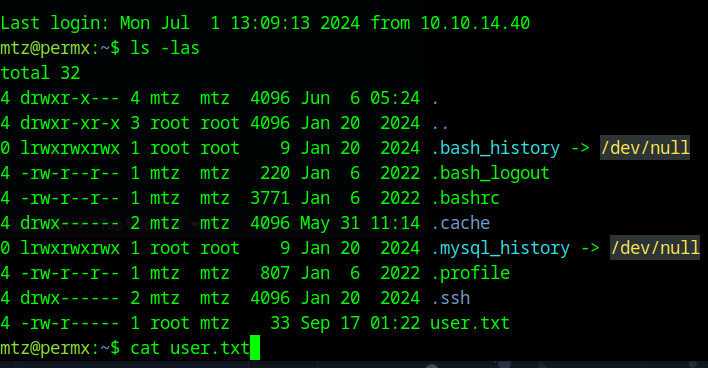 Last login: Mon Jul  1 13:09:13 2024 from 10.10.14.40
mtz@permx:~$ ls -las
total 32
4 drwxr-x--- 4 mtz  mtz  4096 Jun  6 05:24 .
4 drwxr-xr-x 3 root root 4096 Jan 20  2024 ..
0 lrwxrwxrwx 1 root root    9 Jan 20  2024 .bash_history -> /dev/null
4 -rw-r--r-- 1 mtz  mtz   220 Jan  6  2022 .bash_logout
4 -rw-r--r-- 1 mtz  mtz  3771 Jan  6  2022 .bashrc
4 drwx------ 2 mtz  mtz  4096 May 31 11:14 .cache
0 lrwxrwxrwx 1 root root    9 Jan 20  2024 .mysql_history -> /dev/null
4 -rw-r--r-- 1 mtz  mtz   807 Jan  6  2022 .profile
4 drwx------ 2 mtz  mtz  4096 Jan 20  2024 .ssh
4 -rw-r----- 1 root mtz    33 Sep 17 01:22 user.txt
mtz@permx:~$ cat user.txt